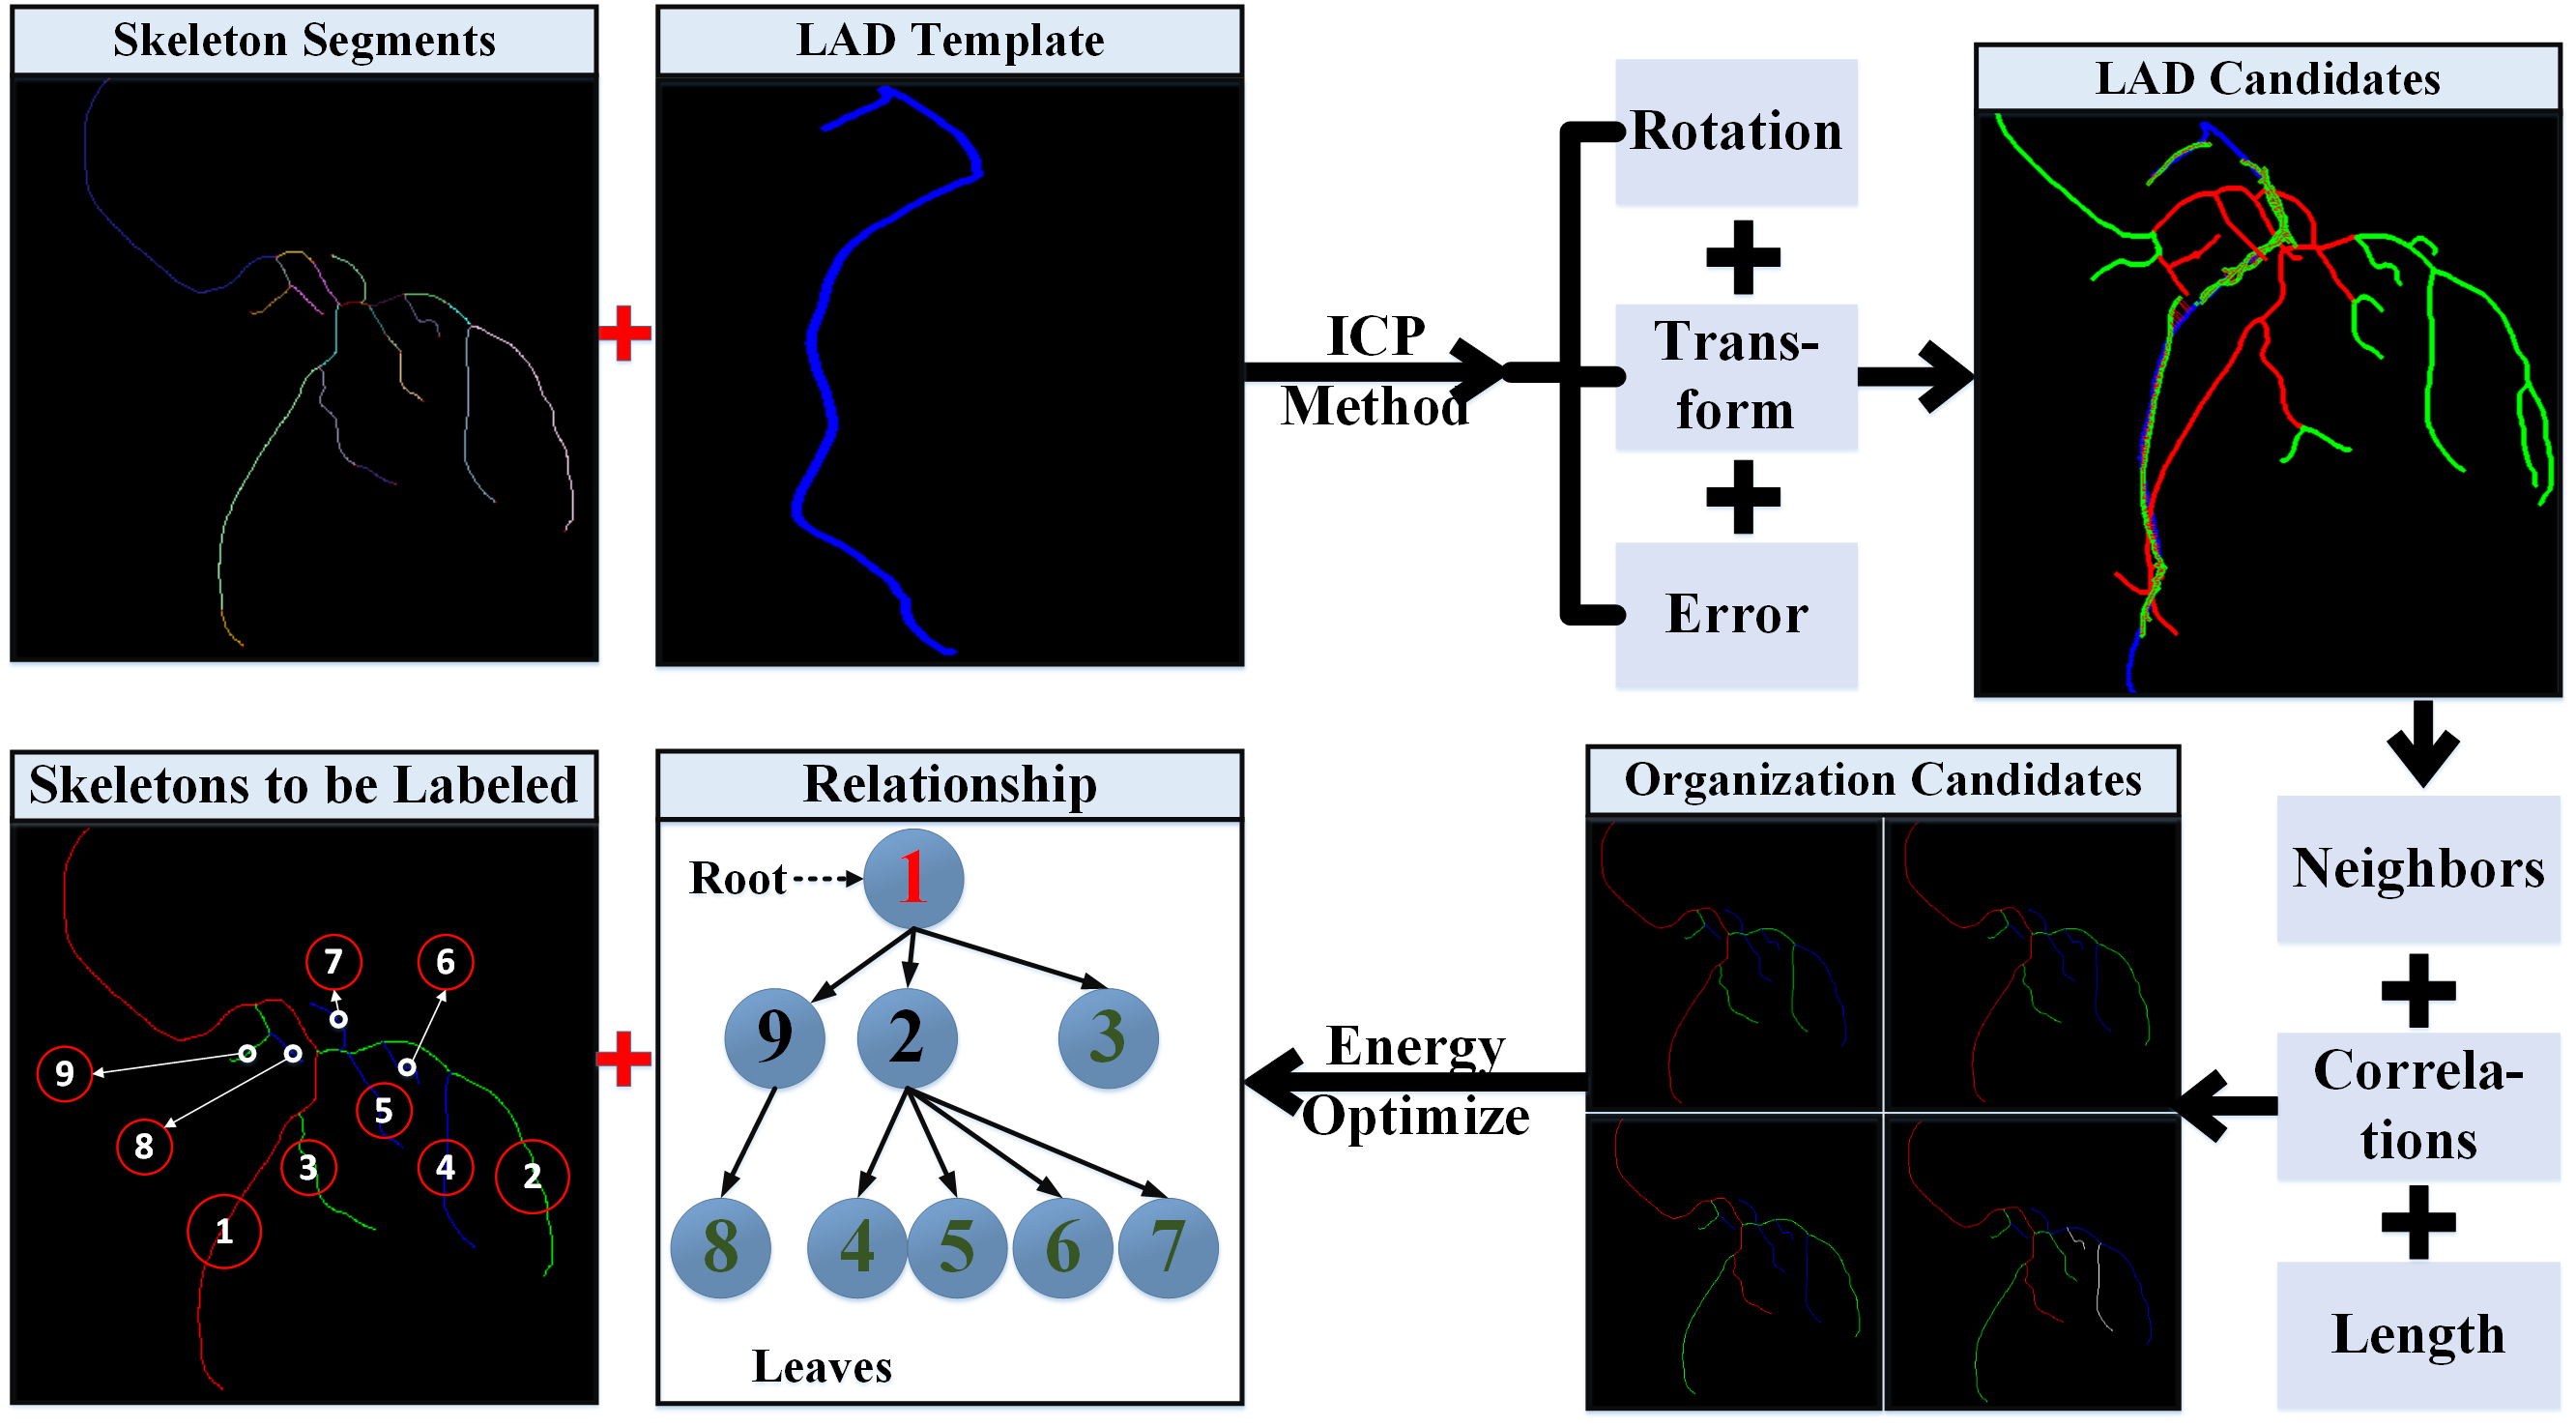 Skeleton Segments
LAD Template
ICP
Method
Rotation
Trans-
form
Error
LAD Candidates
Neighbors
Correla-
tions
Length
Organization Candidates
Energy
Optimize
Relationship
Root
1
9
2
3
8
4
5
6
7
Leaves
Skeletons to be Labeled
7
6
9
5
8
3
4
2
1